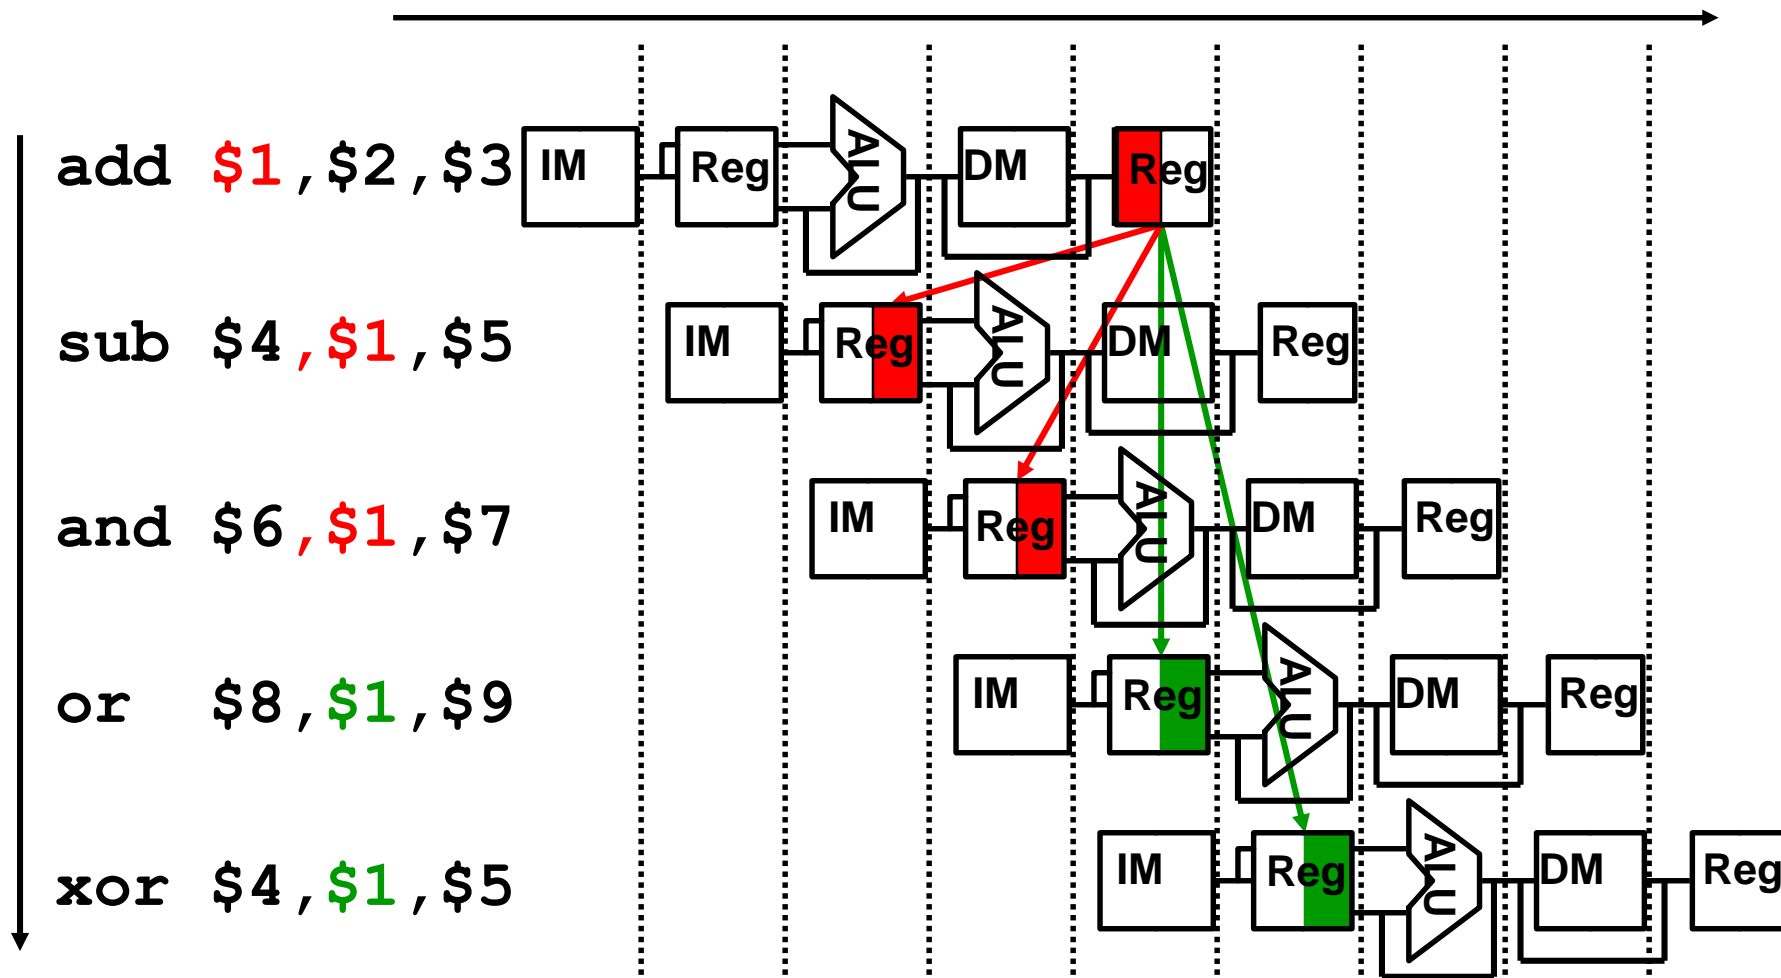 add $1,$2,$3 IM Reg ALU DM Reg
sub $4,$1,$5 IM Reg ALU DM Reg
and $6,$1,$7 IM Reg ALU DM Reg
or $8,$1,$9 IM Reg ALU DM Reg
xor $4,$1,$5 IM Reg ALU DM Reg